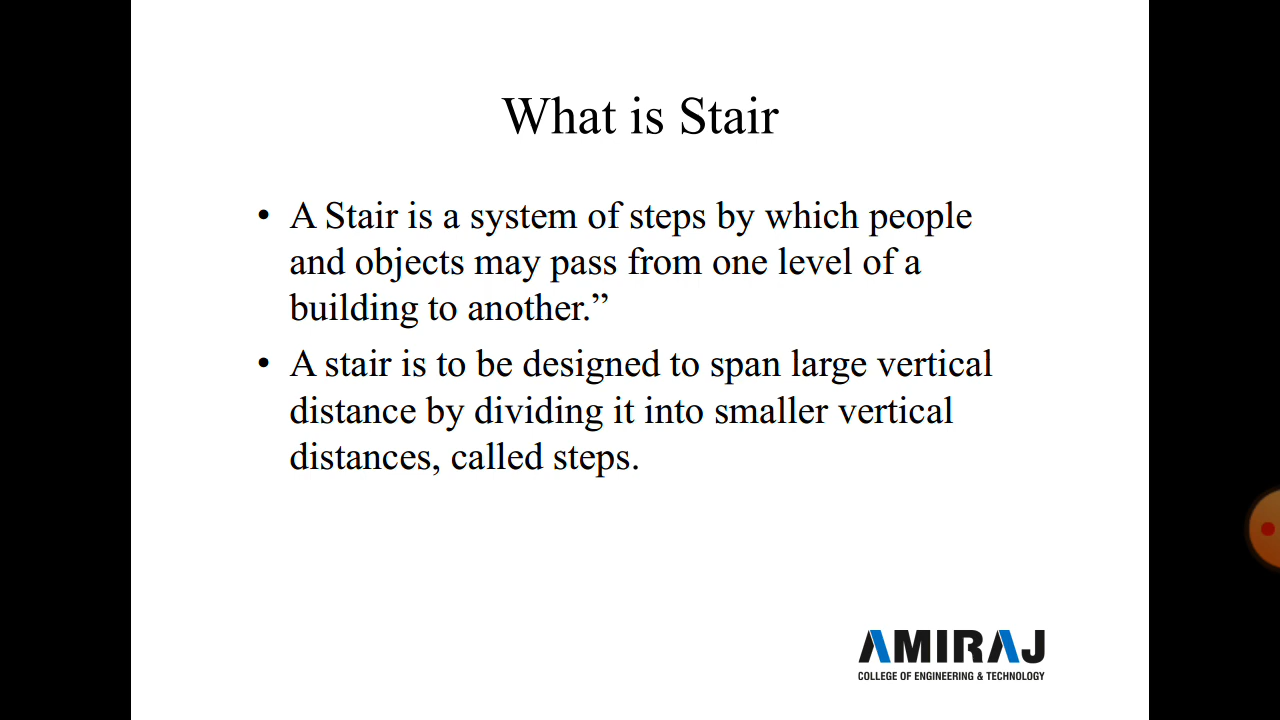 What is Stair
• A Stair is a system of steps by which people
and objects may pass from one level of a
building to another.”
• A stair is to be designed to span large vertical
distance by dividing it into smaller vertical
distances, called steps.
AMIRAJ
COLLEGE OF ENGINEERING & TECHNOLOGY